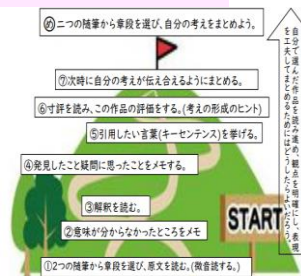 め二つの随筆から章段を選び、自分の考えをまとめよう。
⑦次時に自分の考えが伝え合えるようにまとめる。
⑥寸評を読み、この作品の評価をする。(考えの形成のヒント)
⑤引用したい言葉(キーセンテンス)を挙げる。
④発見したこと疑問に思ったことをメモする。
③解釈を読む。
②意味が分からなかったところをメモ
①2つの随筆から章段を選び、原文を読む。(微音読する。)
START
自分で選んだ作品を読み進め、観点を明確にし、表現
を工夫してまとめるためにはどうしたらよいだろう。